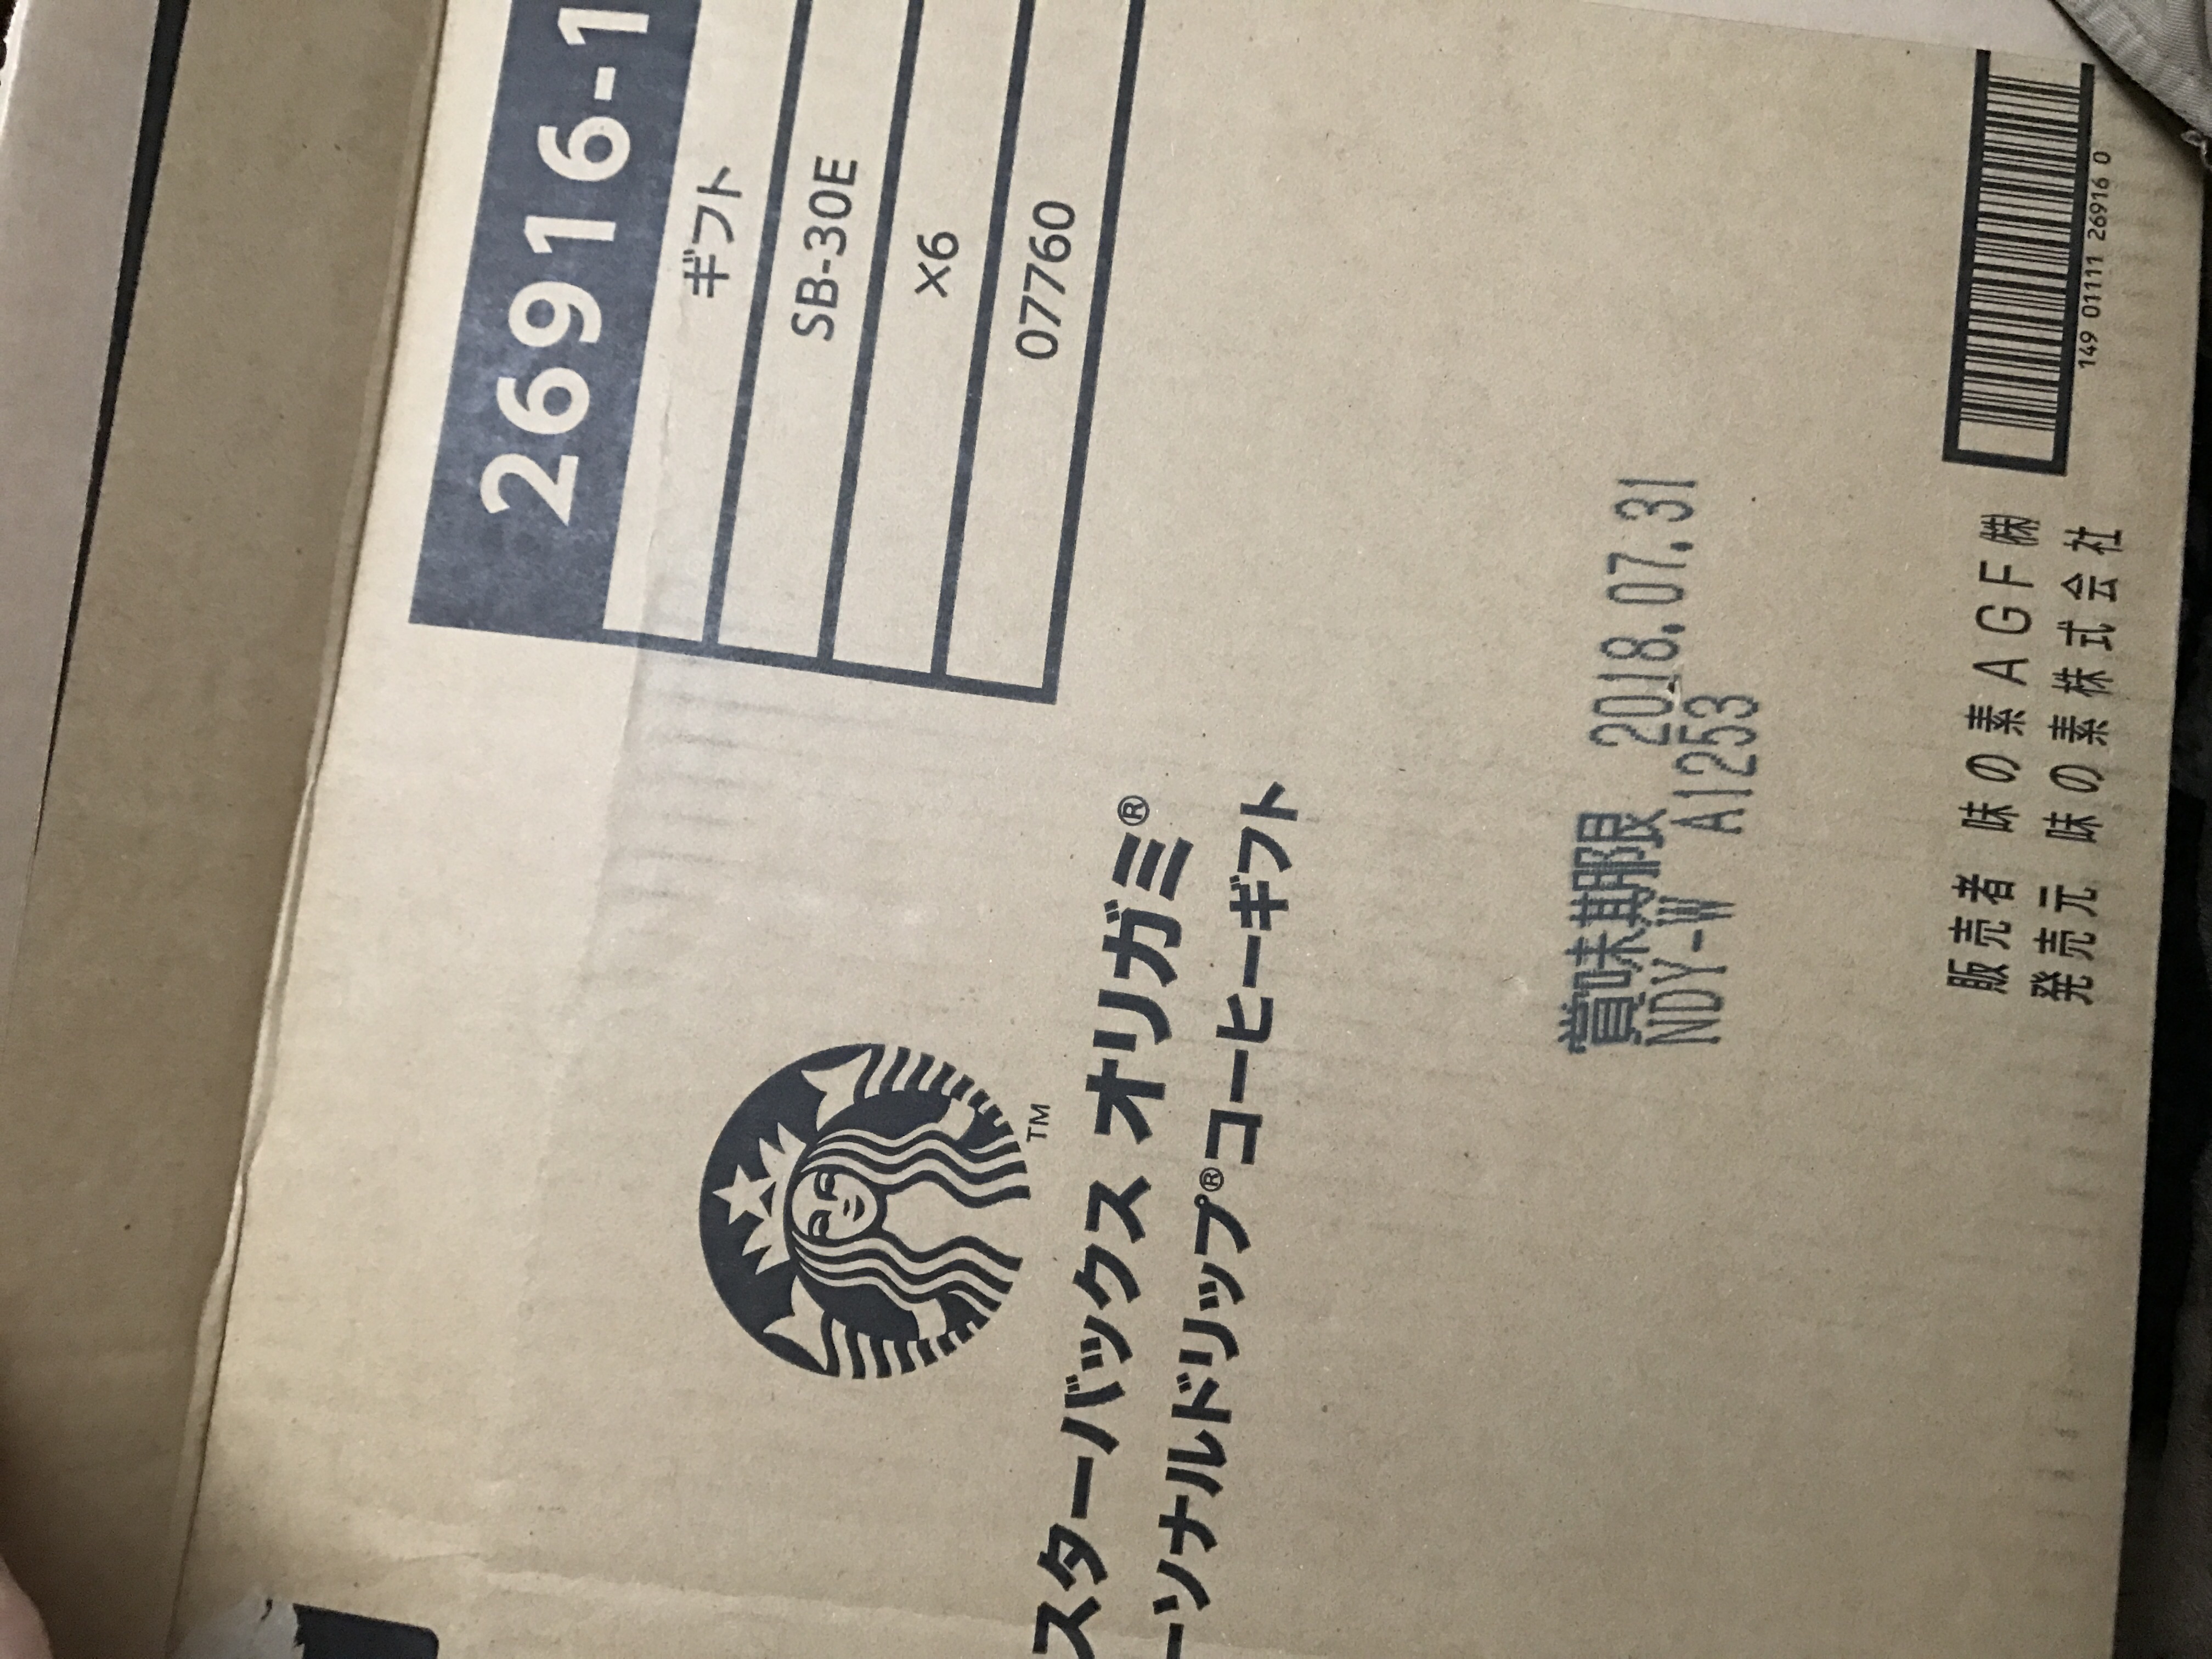 26916-1
ギフト
SB-30E
×6
07760
TM
スターバックス オリガミ®
ーソナルドリップ®コーヒーギフト
賞味期限 2018.07.31
NDY-W A1253
149 01111 26916 0
販売者 味の素AGF㈱
発売元 味の素株式会社